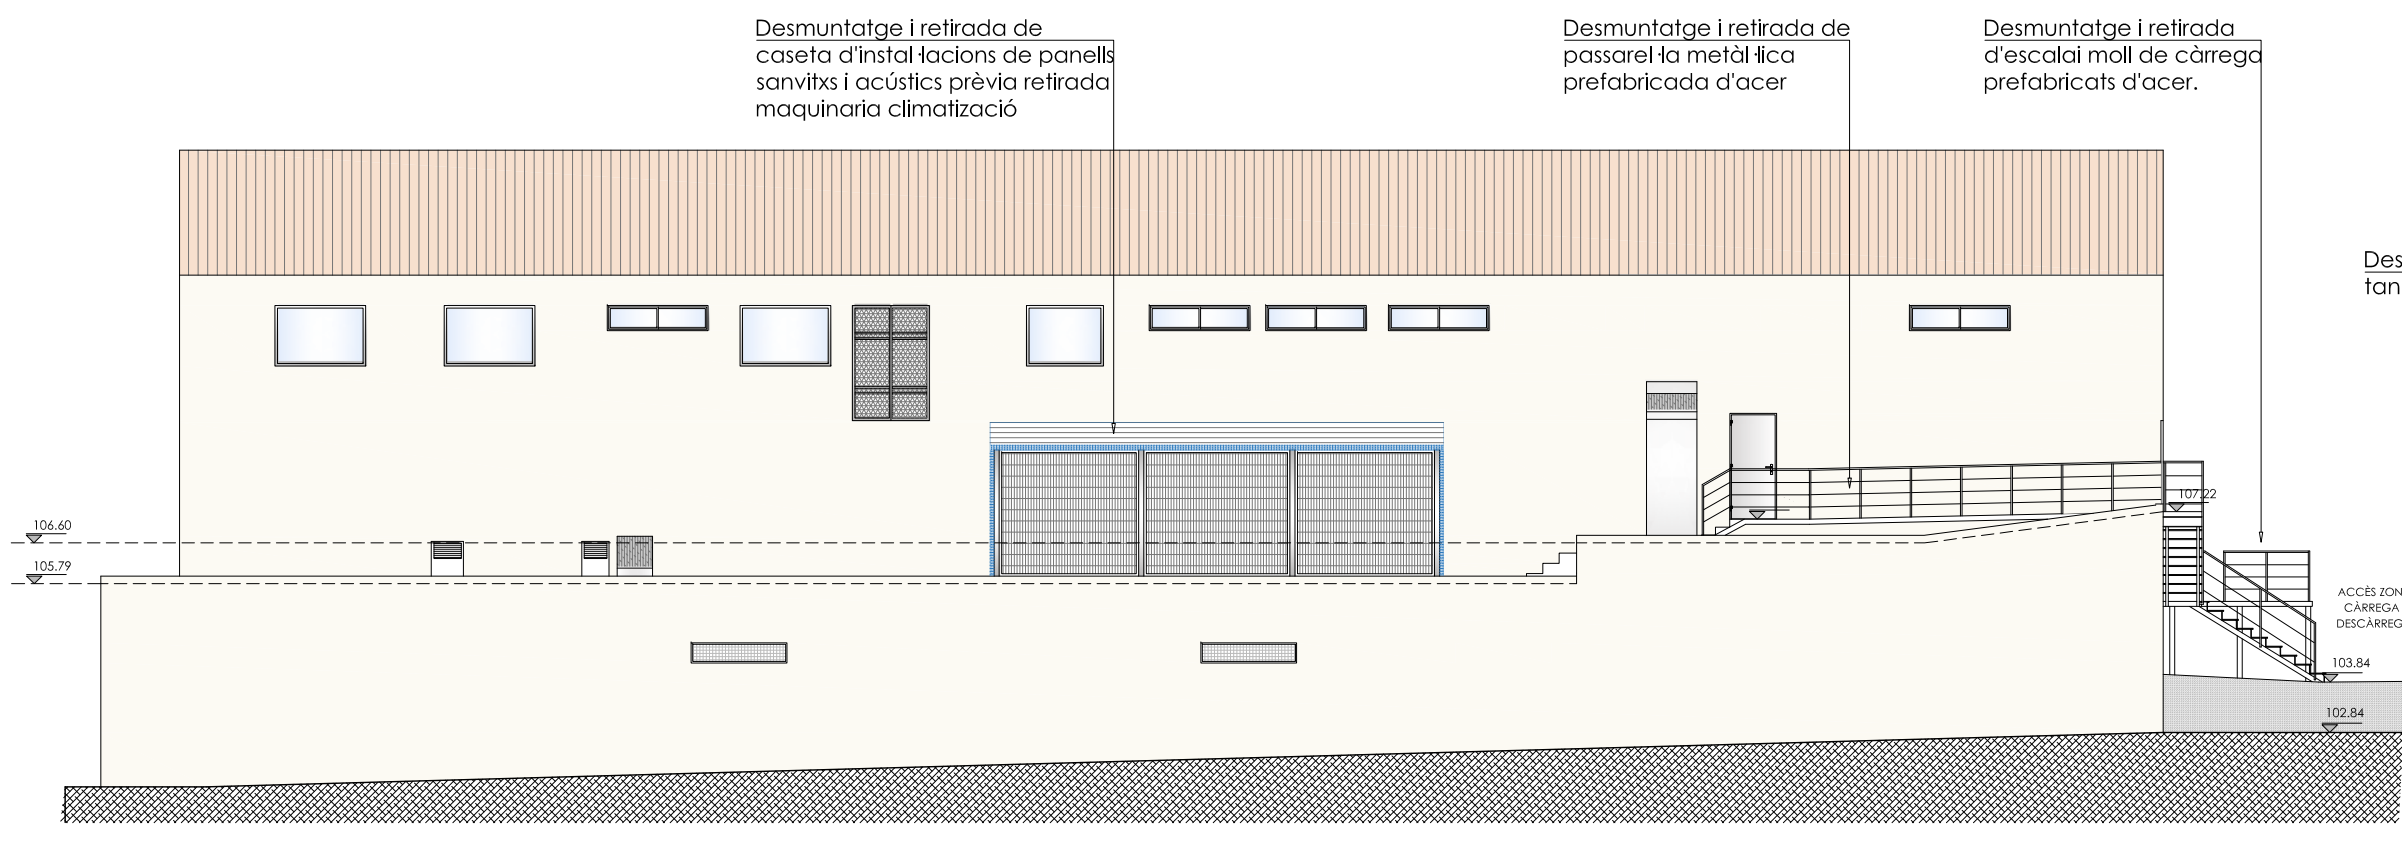 Desmuntatge i retirada de
caseta d'instal·lacions de panells
sanvitxs i acústics prèvia retirada
maquinaria climatizació
Desmuntatge i retirada de
passarel·la metàl·lica
prefabricada d'acer
Desmuntatge i retirada
d'escalai moll de càrrega
prefabricats d'acer.
Des
tan
107.22
106.60
105.79
ACCÈS ZON
CÀRREGA
DESCÀRREG
103.84
102.84